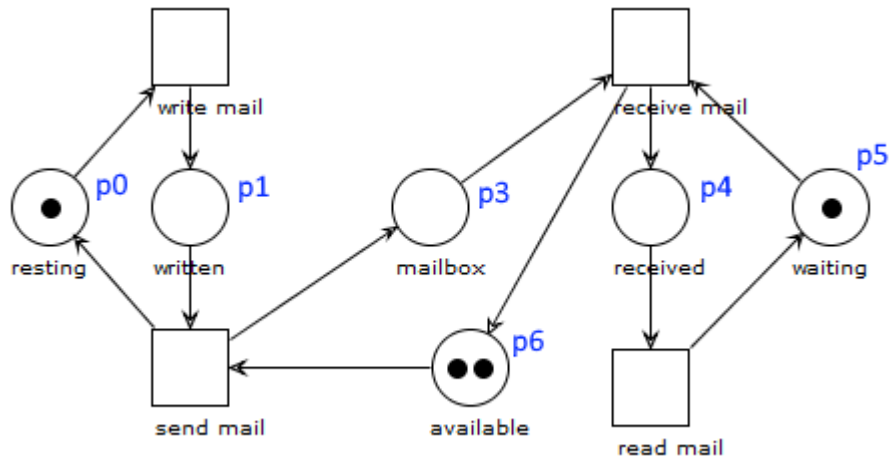 write mail
receive mail
p0
p1
p3
p4
p5
resting
written
mailbox
received
waiting
p6
send mail
available
read mail